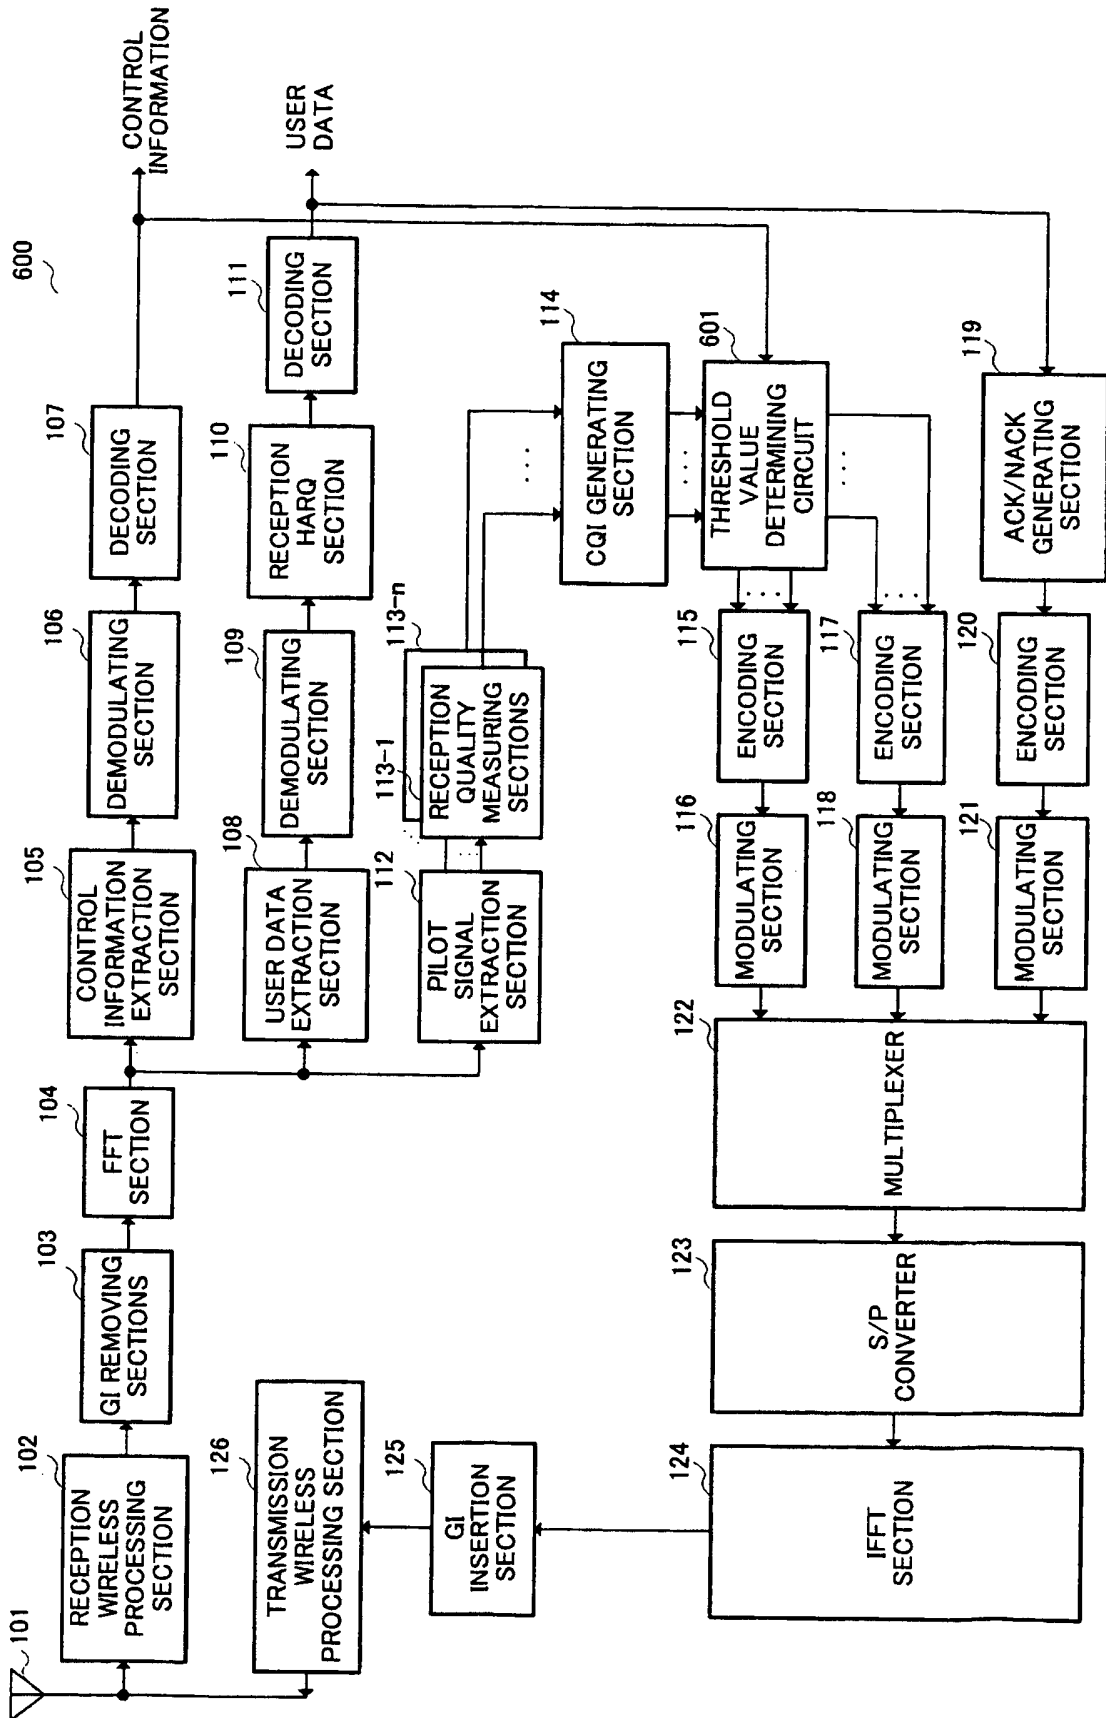 600
101
102
RECEPTION
WIRELESS
PROCESSING
SECTION
103
GI REMOVING
SECTIONS
104
FFT
SECTION
105
CONTROL
INFORMATION
EXTRACTION
SECTION
106
DEMODULATING
SECTION
107
DECODING
SECTION
CONTROL
INFORMATION
108
USER DATA
EXTRACTION
SECTION
109
DEMODULATING
SECTION
110
RECEPTION
HARQ
SECTION
111
DECODING
SECTION
USER
DATA
112
PILOT
SIGNAL
EXTRACTION
SECTION
113-1
113-n
RECEPTION
QUALITY
MEASURING
SECTIONS
114
CQI GENERATING
SECTION
601
THRESHOLD
VALUE
DETERMINING
CIRCUIT
115
ENCODING
SECTION
116
MODULATING
SECTION
117
ENCODING
SECTION
118
MODULATING
SECTION
119
ACK/NACK
GENERATING
SECTION
120
ENCODING
SECTION
121
MODULATING
SECTION
122
MULTIPLEXER
123
S/P
CONVERTER
124
IFFT
SECTION
125
GI
INSERTION
SECTION
126
TRANSMISSION
WIRELESS
PROCESSING SECTION